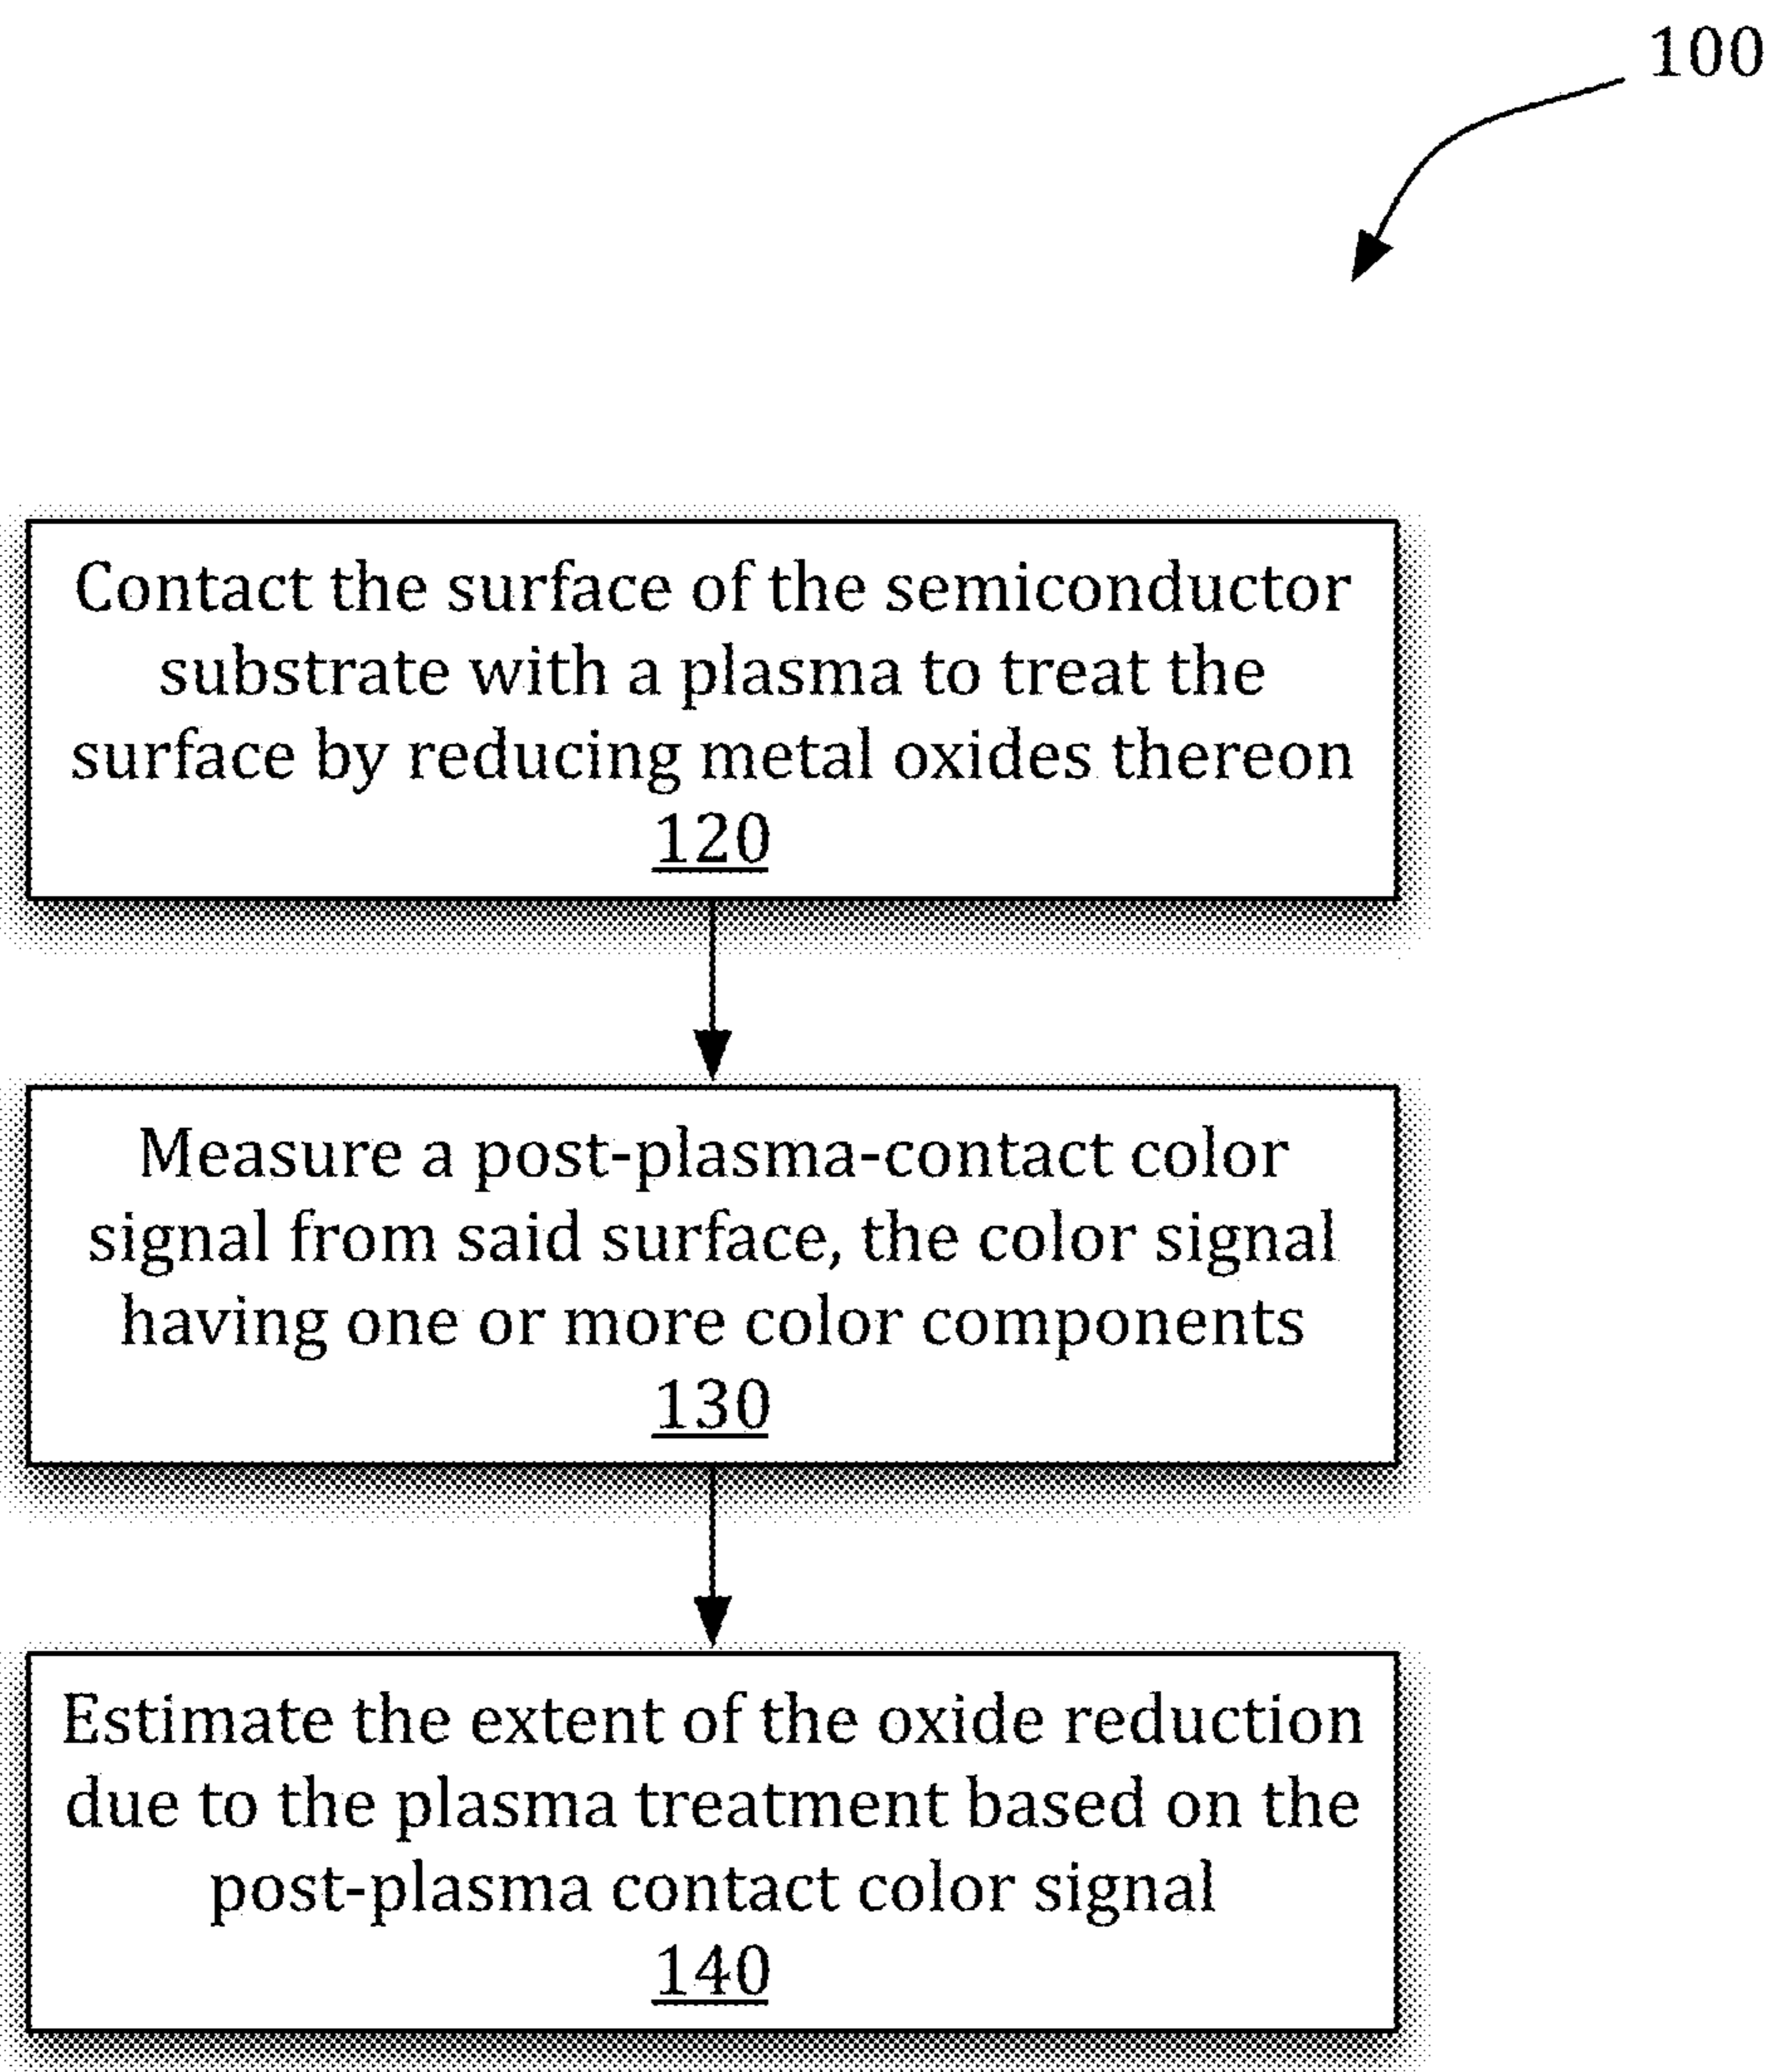 100
Contact the surface of the semiconductor
substrate with a plasma to treat the
surface by reducing metal oxides thereon
120
Measure a post-plasma-contact color
signal from said surface, the color signal
having one or more color components
130
Estimate the extent of the oxide reduction
due to the plasma treatment based on the
post-plasma contact color signal
140